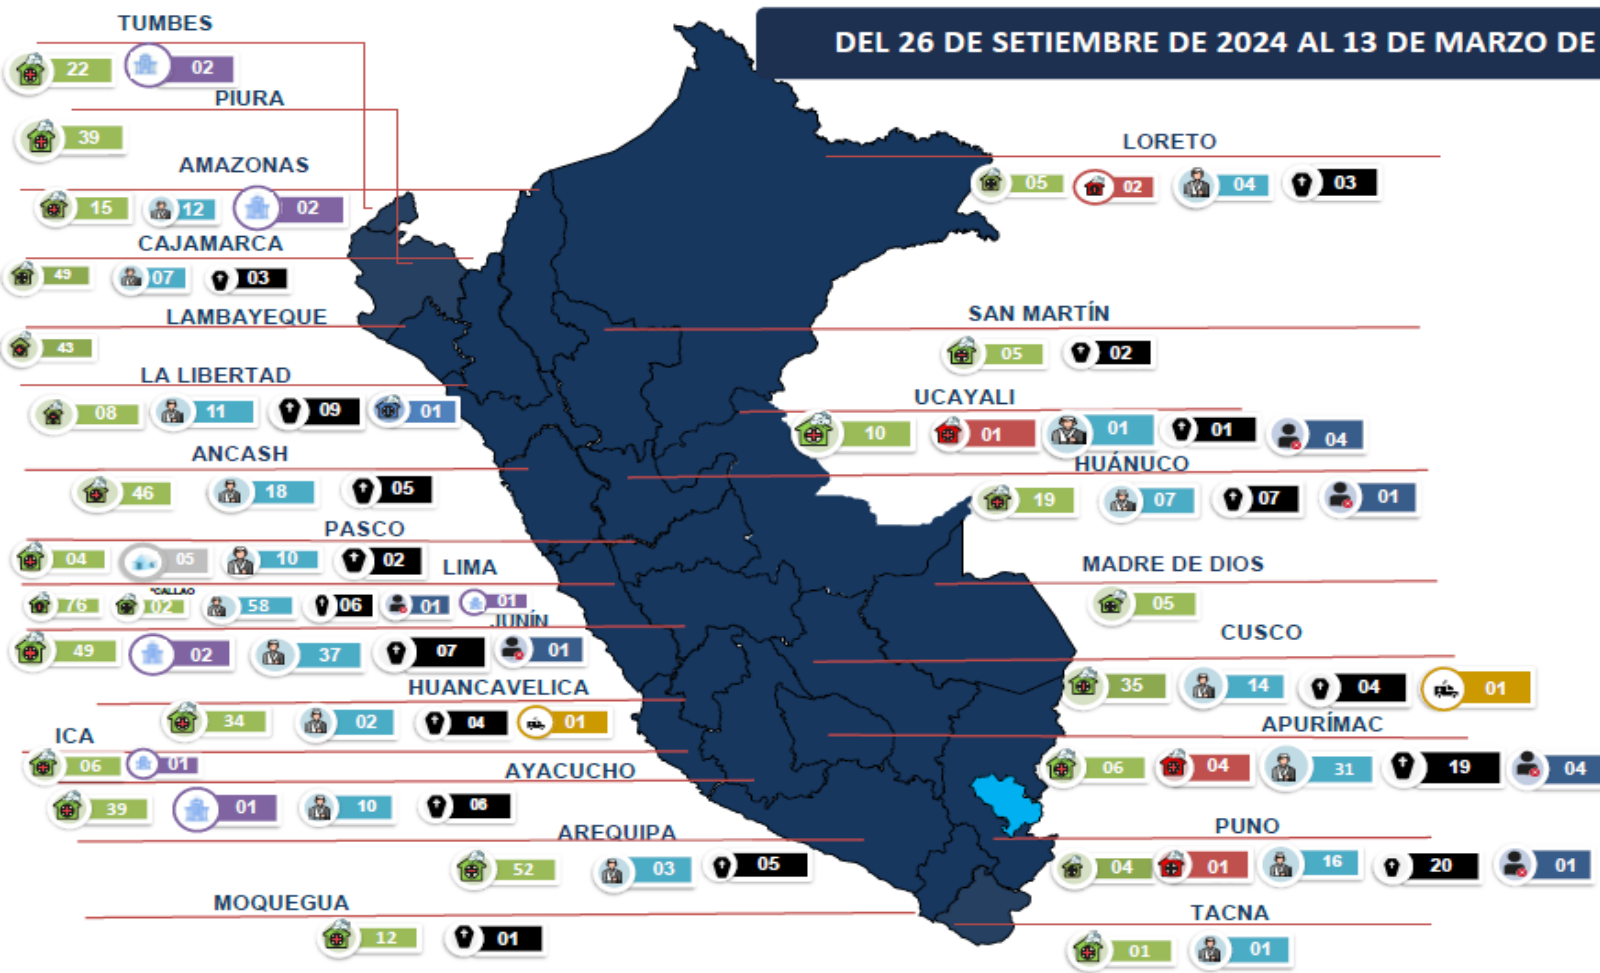 DEL 26 DE SETIEMBRE DE 2024 AL 13 DE MARZO DE
TUMBES
22 02
PIURA
39
AMAZONAS
15 12 02
CAJAMARCA
49 07 03
LAMBAYEQUE
43
LA LIBERTAD
08 11 09 01
ANCASH
46 18 05
PASCO
04 05 10 02
LIMA
*CALLAO
76 02 58 06 01 01
JUNÍN
49 02 37 07 01
HUANCAVELICA
34 02 04 01
ICA
06 01
AYACUCHO
39 01 10 06
AREQUIPA
52 03 05
MOQUEGUA
12 01
LORETO
05 02 04 03
SAN MARTÍN
05 02
UCAYALI
10 01 01 01 04
HUÁNUCO
19 07 07 01
MADRE DE DIOS
05
CUSCO
35 14 04 01
APURÍMAC
06 04 31 19 04
PUNO
04 01 16 20 01
TACNA
01 01